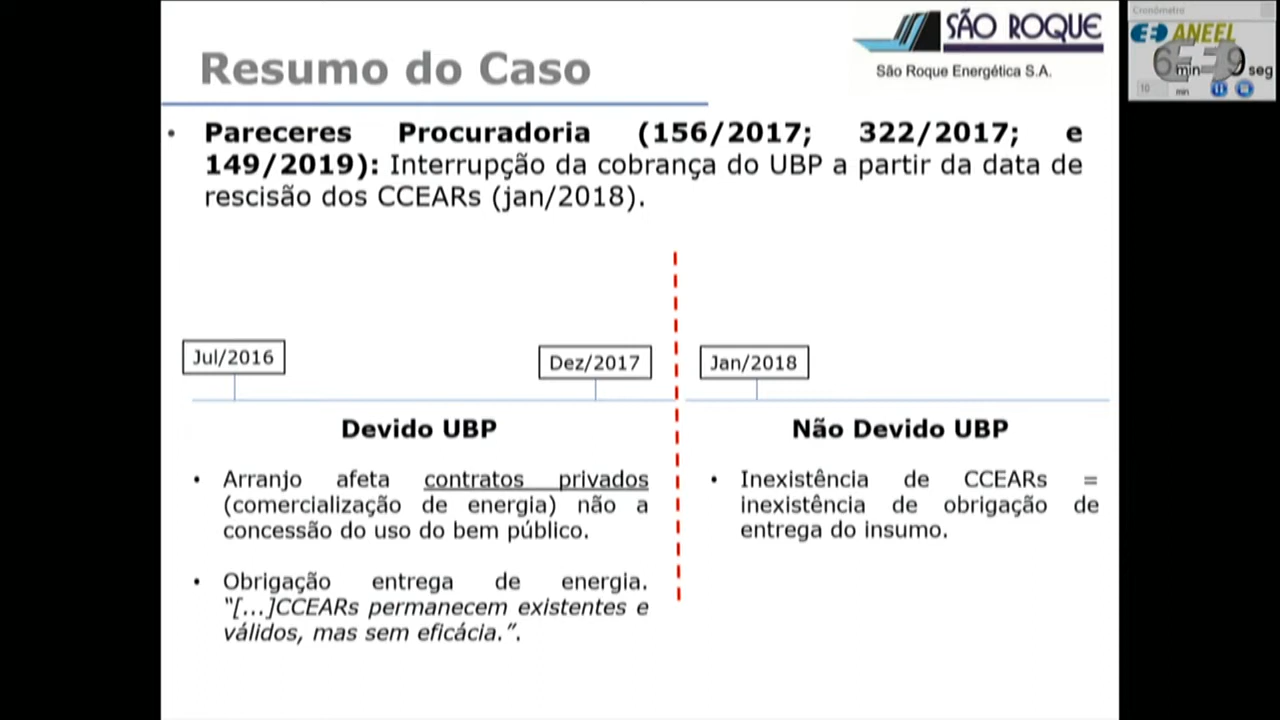 Resumo do Caso
SÃO ROQUE
São Roque Energética S.A.
Cronômetro
ANEEL
min seg
10 min
• Pareceres Procuradoria (156/2017; 322/2017; e
149/2019): Interrupção da cobrança do UBP a partir da data de
rescisão dos CCEARs (jan/2018).
Jul/2016
Dez/2017
Jan/2018
Devido UBP
• Arranjo afeta contratos privados
(comercialização de energia) não a
concessão do uso do bem público.
• Obrigação entrega de energia.
“[...]CCEARs permanecem existentes e
válidos, mas sem eficácia.”.
Não Devido UBP
• Inexistência de CCEARs =
inexistência de obrigação de
entrega do insumo.